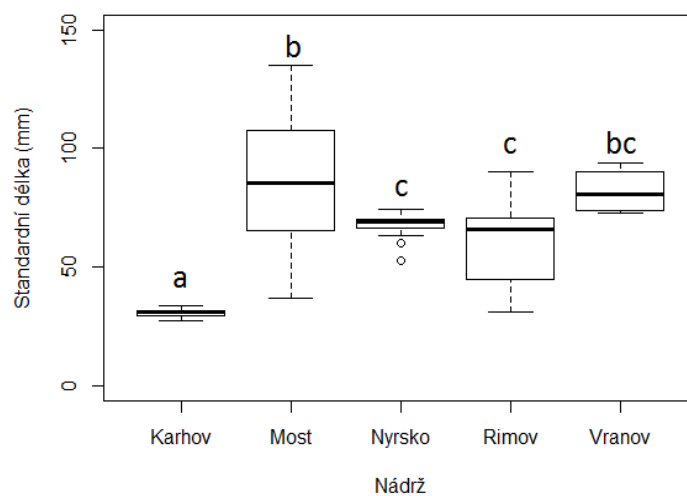 150
100
50
0
Standardní délka (mm)
a
b
c
c
bc
Karhov Most Nyrsko Rimov Vranov
Nádrž